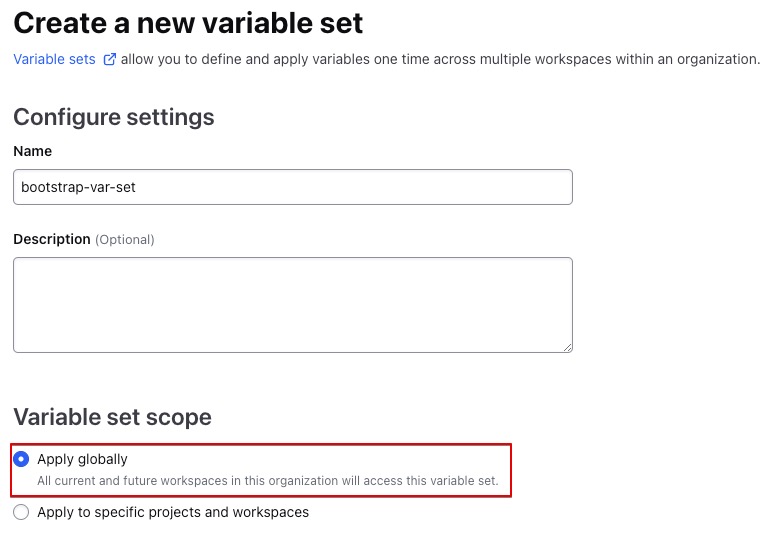 Create a new variable set
Variable sets allow you to define and apply variables one time across multiple workspaces within an organization.
Configure settings
Name
bootstrap-var-set
Description (Optional)
Variable set scope
Apply globally
All current and future workspaces in this organization will access this variable set.
Apply to specific projects and workspaces